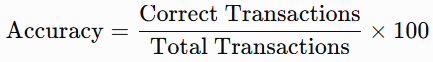 Accuracy = Correct Transactions / Total Transactions × 100